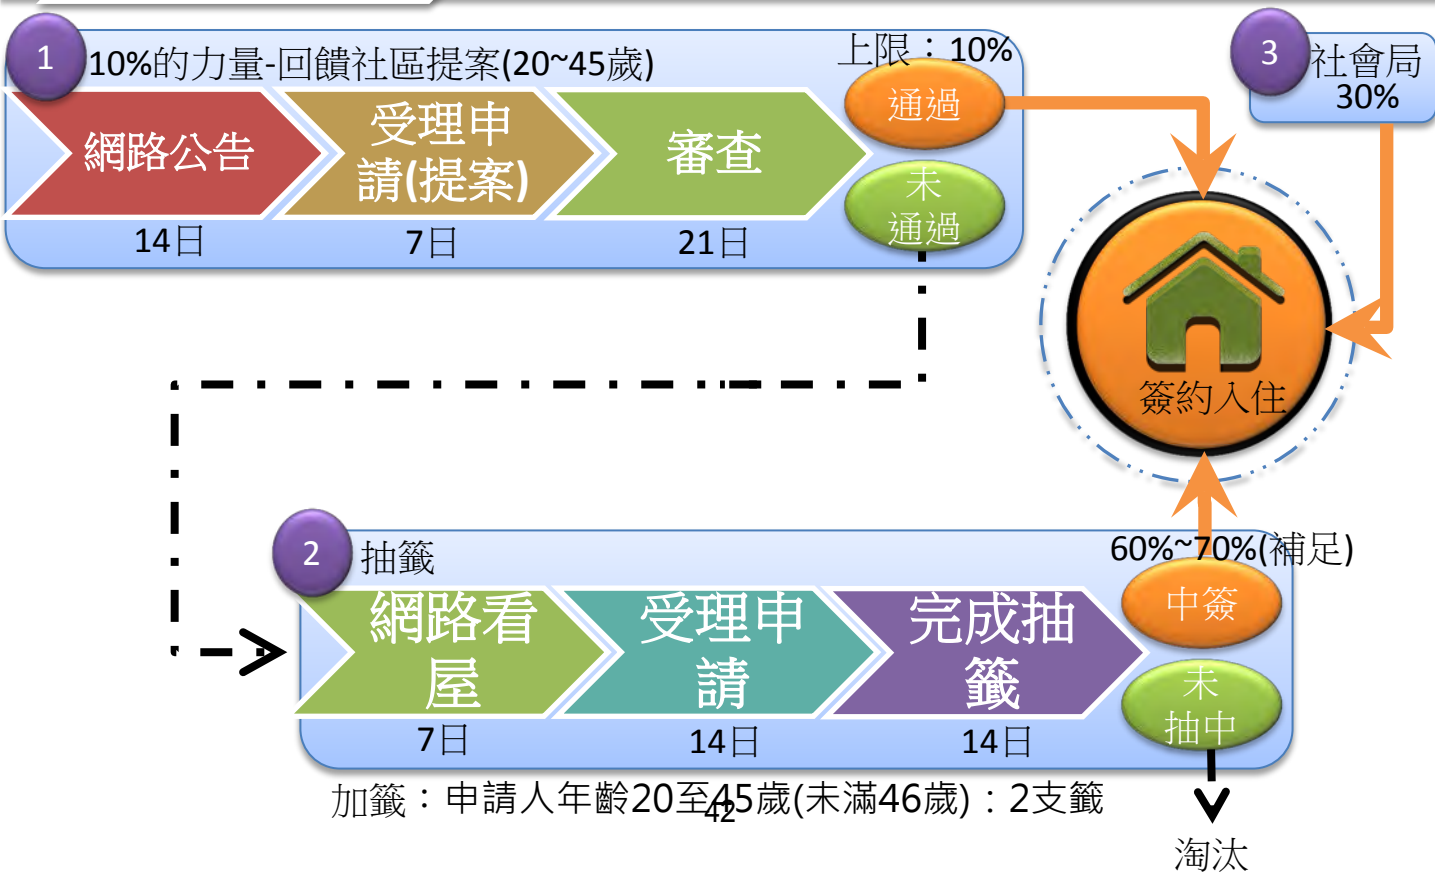 1
10%的力量-回饋社區提案(20~45歲)
網路公告
受理申
請(提案)
審查
14日
7日
21日
上限：10%
通過
未
通過
3
社會局
30%
簽約入住
2
抽籤
網路看
屋
受理申
請
完成抽
籤
7日
14日
14日
60%~70%(補足)
中簽
未
抽中
加籤：申請人年齡20至45歲(未滿46歲)：2支籤
42
淘汰